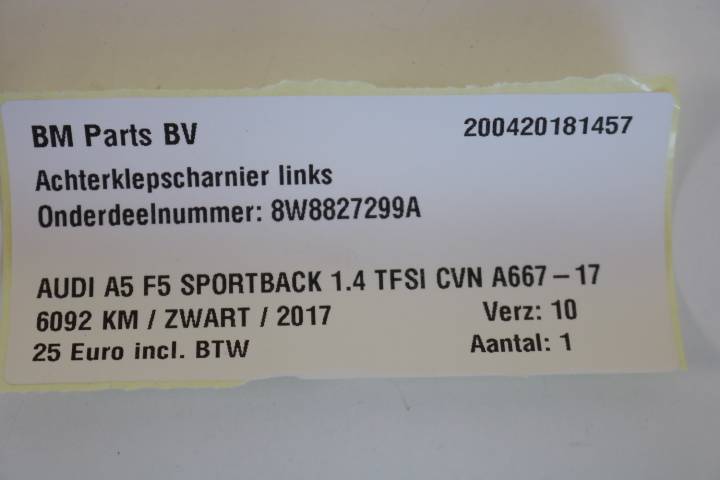 BM Parts BV 200420181457
Achterklepscharnier links
Onderdeelnummer: 8W8827299A
AUDI A5 F5 SPORTBACK 1.4 TFSI CVN A667-17
6092 KM / ZWART / 2017 Verz: 10
25 Euro incl. BTW Aantal: 1